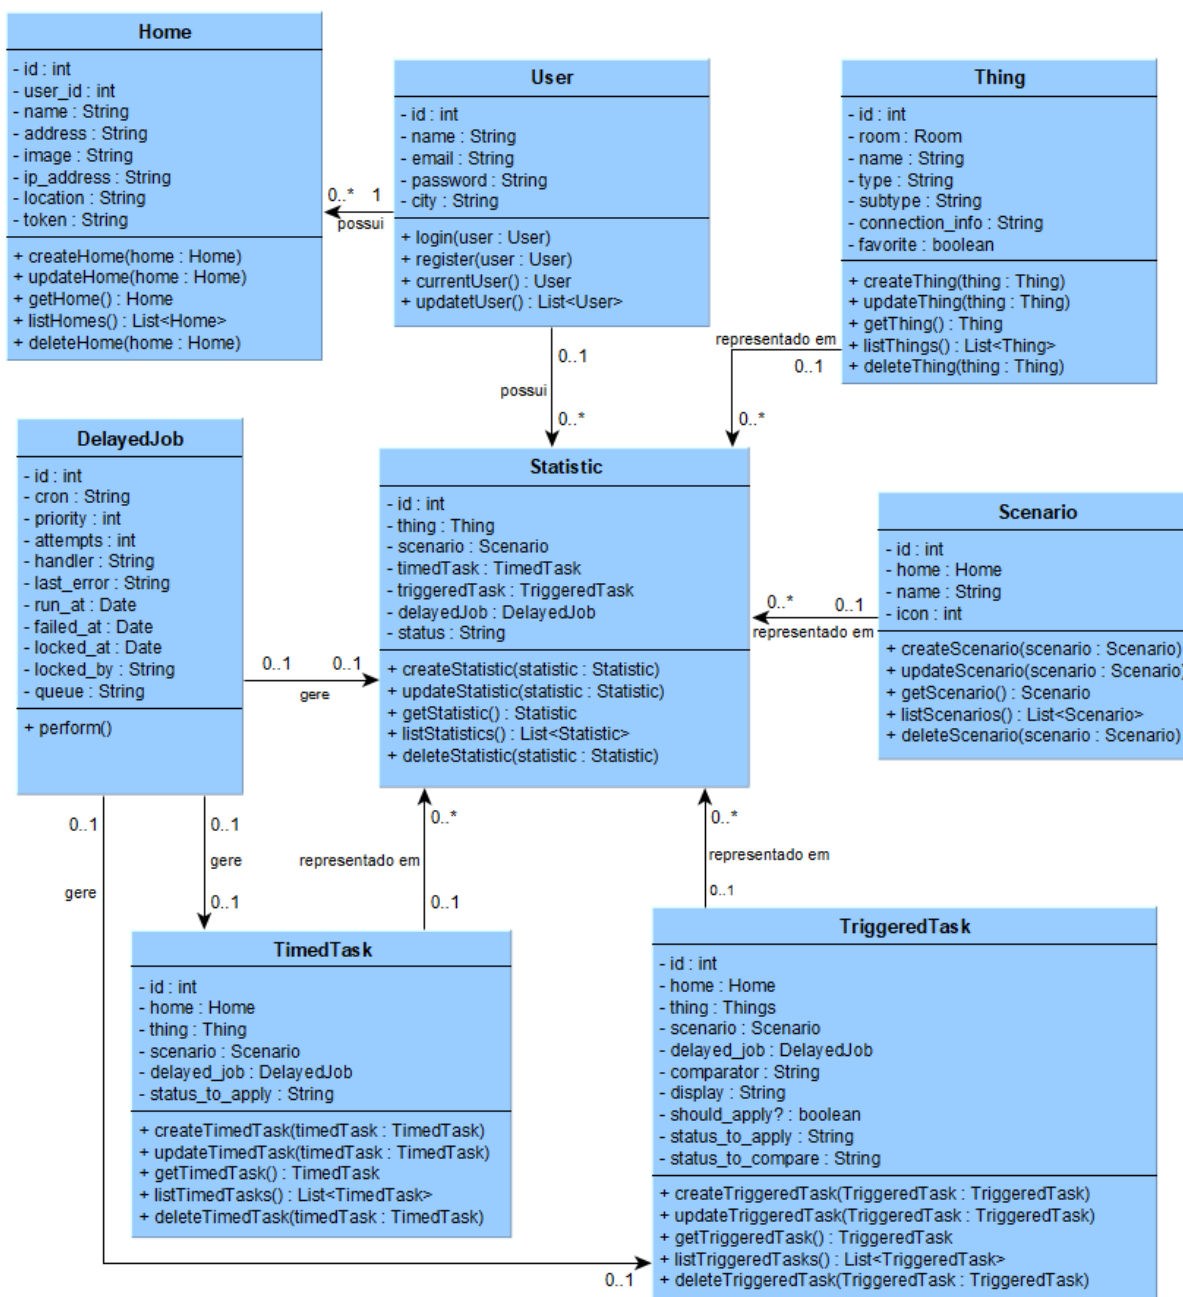 Home
- id : int
- user_id : int
- name : String
- address : String
- image : String
- ip_address : String
- location : String
- token : String
+ createHome(home : Home)
+ updateHome(home : Home)
+ getHome() : Home
+ listHomes() : List<Home>
+ deleteHome(home : Home)
0..* 1
possui
User
- id : int
- name : String
- email : String
- password : String
- city : String
+ login(user : User)
+ register(user : User)
+ currentUser() : User
+ updatetUser() : List<User>
0..1
possui
0..*
Thing
- id : int
- room : Room
- name : String
- type : String
- subtype : String
- connection_info : String
- favorite : boolean
+ createThing(thing : Thing)
+ updateThing(thing : Thing)
+ getThing() : Thing
+ listThings() : List<Thing>
+ deleteThing(thing : Thing)
representado em
0..1
0..*
DelayedJob
- id : int
- cron : String
- priority : int
- attempts : int
- handler : String
- last_error : String
- run_at : Date
- failed_at : Date
- locked_at : Date
- locked_by : String
- queue : String
+ perform()
0..1 0..1
gere
Statistic
- id : int
- thing : Thing
- scenario : Scenario
- timedTask : TimedTask
- triggeredTask : TriggeredTask
- delayedJob : DelayedJob
- status : String
+ createStatistic(statistic : Statistic)
+ updateStatistic(statistic : Statistic)
+ getStatistic() : Statistic
+ listStatistics() : List<Statistic>
+ deleteStatistic(statistic : Statistic)
0..* 0..1
representado em
Scenario
- id : int
- home : Home
- name : String
- icon : int
+ createScenario(scenario : Scenario)
+ updateScenario(scenario : Scenario)
+ getScenario() : Scenario
+ listScenarios() : List<Scenario>
+ deleteScenario(scenario : Scenario)
0..1
gere
0..1
gere
0..1
0..*
representado em
0..1
0..*
representado em
0..1
TimedTask
- id : int
- home : Home
- thing : Thing
- scenario : Scenario
- delayed_job : DelayedJob
- status_to_apply : String
+ createTimedTask(timedTask : TimedTask)
+ updateTimedTask(timedTask : TimedTask)
+ getTimedTask() : TimedTask
+ listTimedTasks() : List<TimedTask>
+ deleteTimedTask(timedTask : TimedTask)
0..1
TriggeredTask
- id : int
- home : Home
- thing : Things
- scenario : Scenario
- delayed_job : DelayedJob
- comparator : String
- display : String
- should_apply? : boolean
- status_to_apply : String
- status_to_compare : String
+ createTriggeredTask(TriggeredTask : TriggeredTask)
+ updateTriggeredTask(TriggeredTask : TriggeredTask)
+ getTriggeredTask() : TriggeredTask
+ listTriggeredTasks() : List<TriggeredTask>
+ deleteTriggeredTask(TriggeredTask : TriggeredTask)